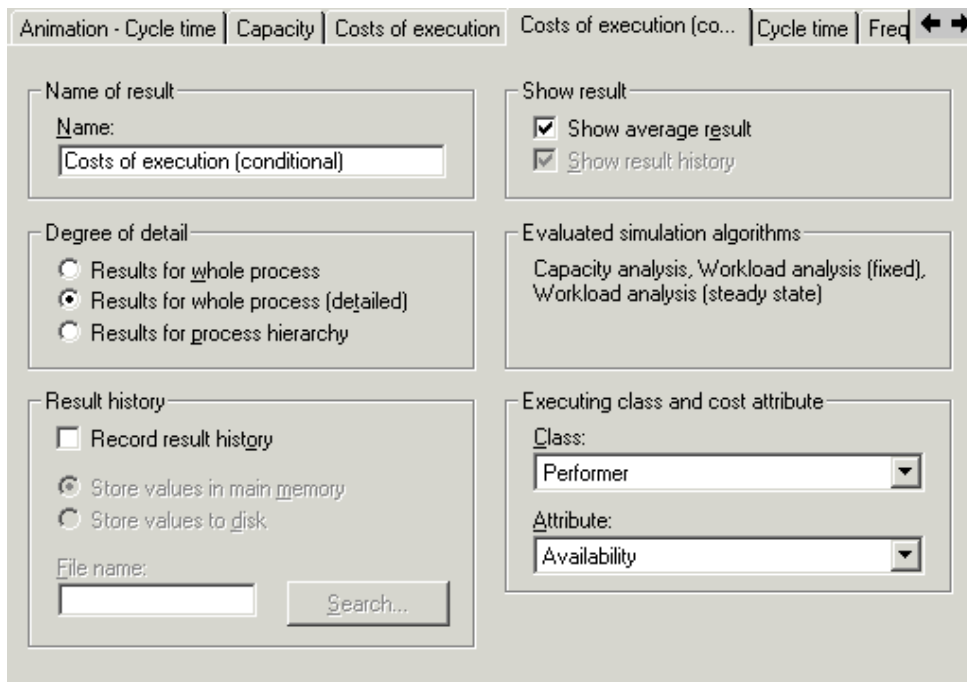 Animation - Cycle time
Capacity
Costs of execution
Costs of execution (co...
Cycle time
Freq
Name of result
Name:
Costs of execution (conditional)
Show result
Show average result
Show result history
Degree of detail
Results for whole process
Results for whole process (detailed)
Results for process hierarchy
Evaluated simulation algorithms
Capacity analysis, Workload analysis (fixed),
Workload analysis (steady state)
Result history
Record result history
Store values in main memory
Store values to disk
File name:
Search...
Executing class and cost attribute
Class:
Performer
Attribute:
Availability